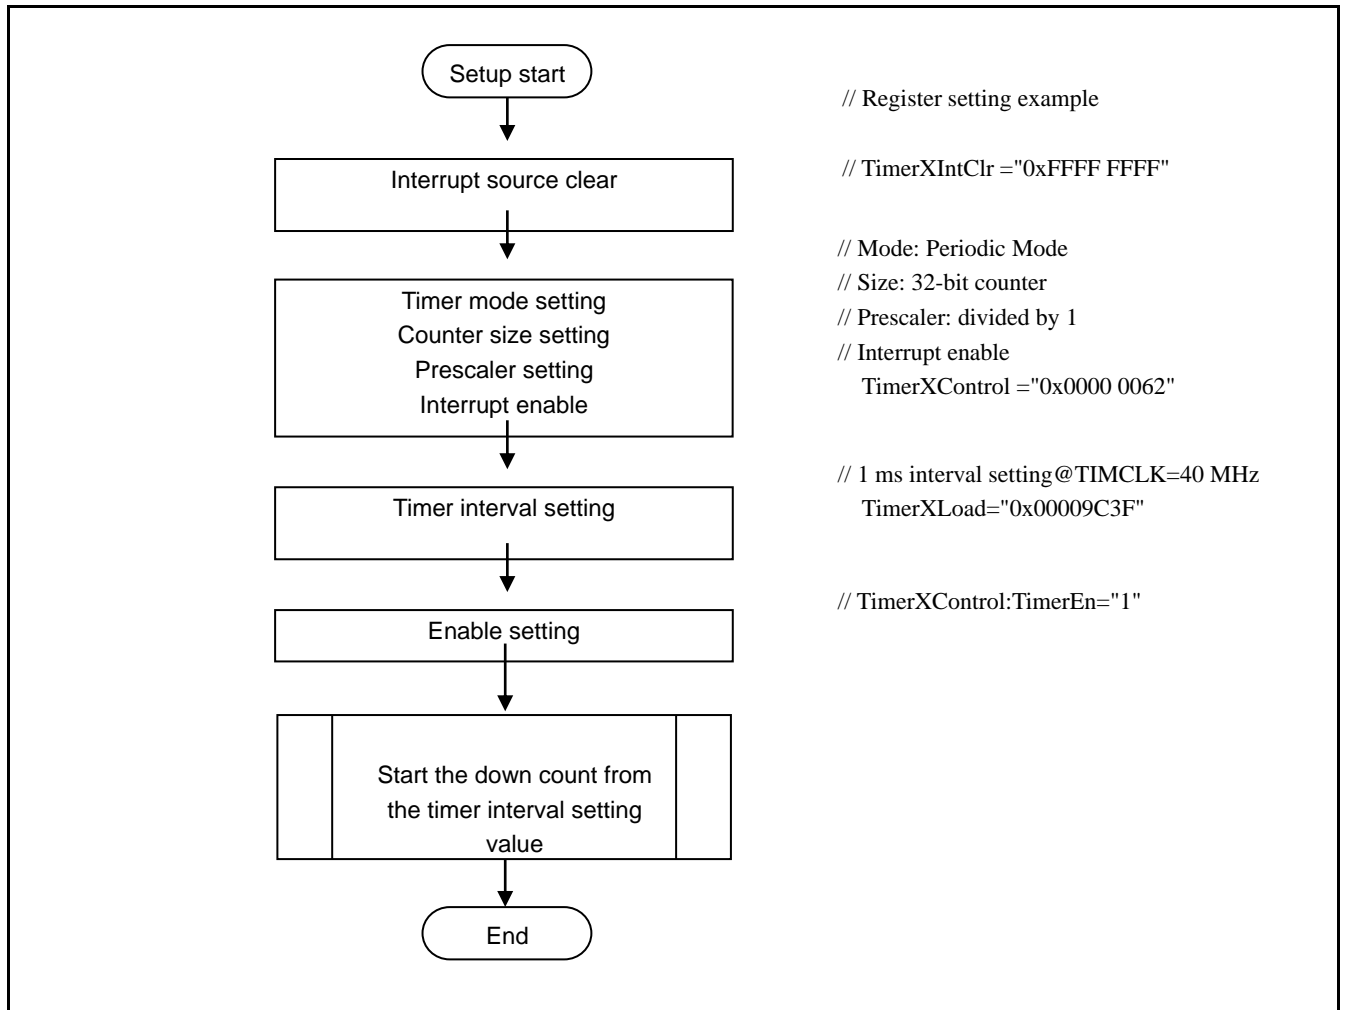 Setup start
// Register setting example
Interrupt source clear
// TimerXIntClr ="0xFFFF FFFF"
Timer mode setting
Counter size setting
Prescaler setting
Interrupt enable
// Mode: Periodic Mode
// Size: 32-bit counter
// Prescaler: divided by 1
// Interrupt enable
TimerXControl ="0x0000 0062"
Timer interval setting
// 1 ms interval setting@TIMCLK=40 MHz
TimerXLoad="0x00009C3F"
Enable setting
// TimerXControl:TimerEn="1"
Start the down count from
the timer interval setting
value
End